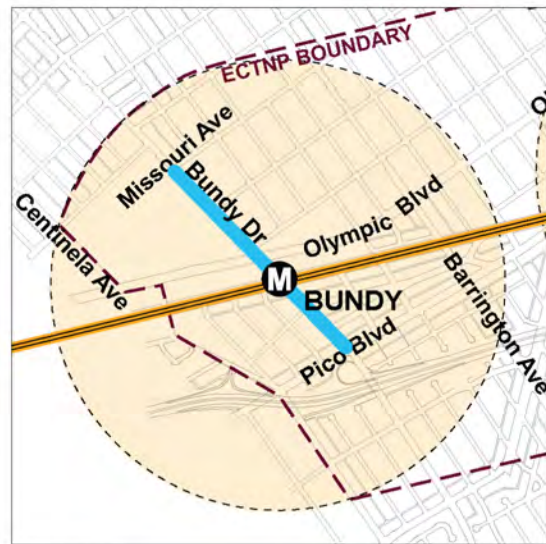 ECTNP BOUNDARY
Missouri Ave
Bundy Dr
Centinela Ave
Olympic Blvd
M
BUNDY
Barrington Ave
Pico Blvd